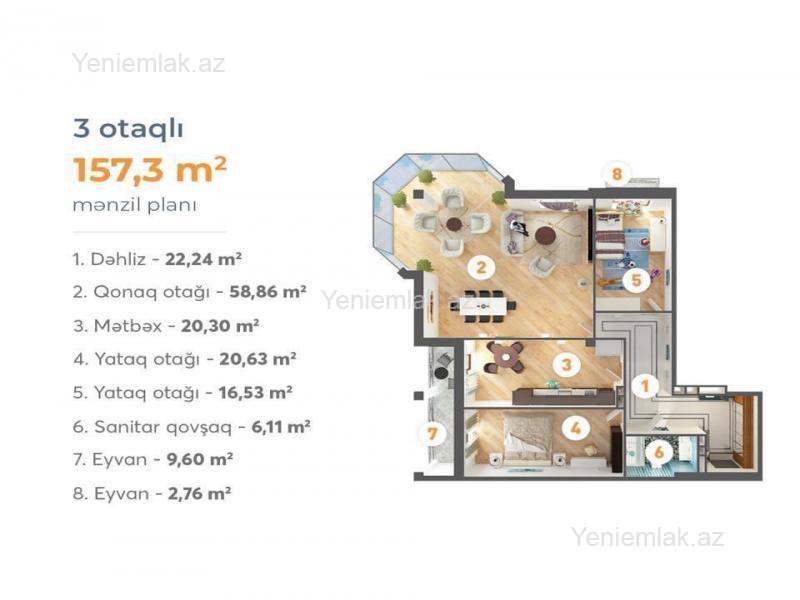 Yeniemlak.az
3 otaqlı
157,3 m²
mənzil planı
1. Dəhliz - 22,24 m²
2. Qonaq otağı - 58,86 m²
3. Mətbəx - 20,30 m²
4. Yataq otağı - 20,63 m²
5. Yataq otağı - 16,53 m²
6. Sanitar qovşaq - 6,11 m²
7. Eyvan - 9,60 m²
8. Eyvan - 2,76 m²
8
2
5
Yeniemlak.az
3
1
4
7
6
Yeniemlak.az